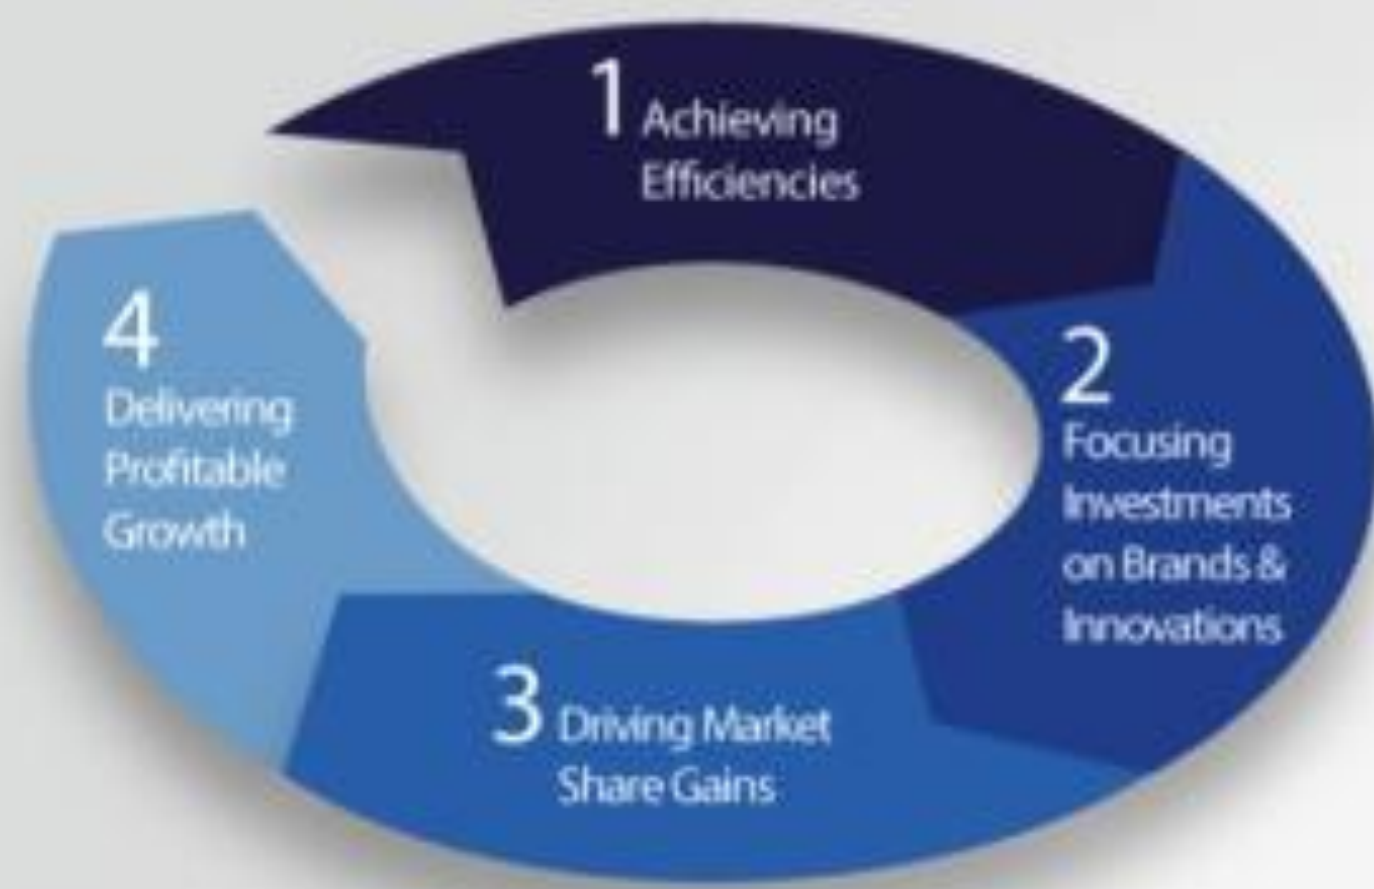 1 Achieving
Efficiencies
2
Focusing
Investments
on Brands &
Innovations
3 Driving Market
Share Gains
4
Delivering
Profitable
Growth